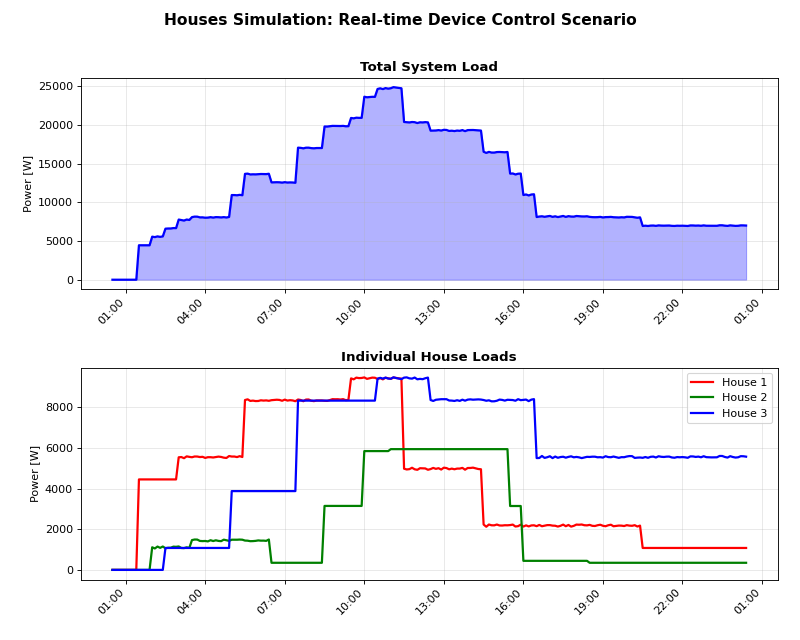 Houses Simulation: Real-time Device Control Scenario
Total System Load
Power [W]
25000
20000
15000
10000
5000
0
01:00 04:00 07:00 10:00 13:00 16:00 19:00 22:00 01:00
Individual House Loads
Power [W]
8000
6000
4000
2000
0
House 1
House 2
House 3
01:00 04:00 07:00 10:00 13:00 16:00 19:00 22:00 01:00